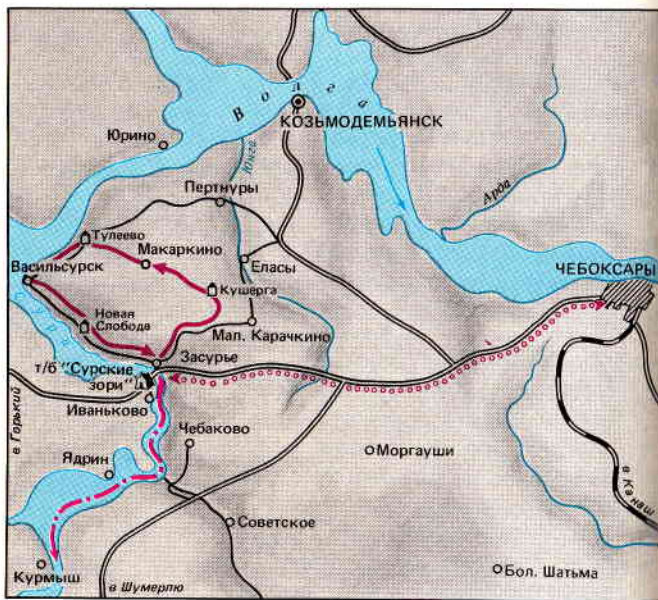 Волга
КОЗЬМОДЕМЬЯНСК
Юрино
Юнга
Арда
Пертнуры
Тулеево
Макаркино
Еласы
ЧЕБОКСАРЫ
Васильсурск
Кушерга
Новая
Слобода
Мал. Карачкино
Сура
Засурье
т/б "Сурские
зори"
Иваньково
в Горький
Чебаково
Ядрин
Моргауши
в Канаш
Советское
Курмыш
в Шумерлю
Бол. Шатьма